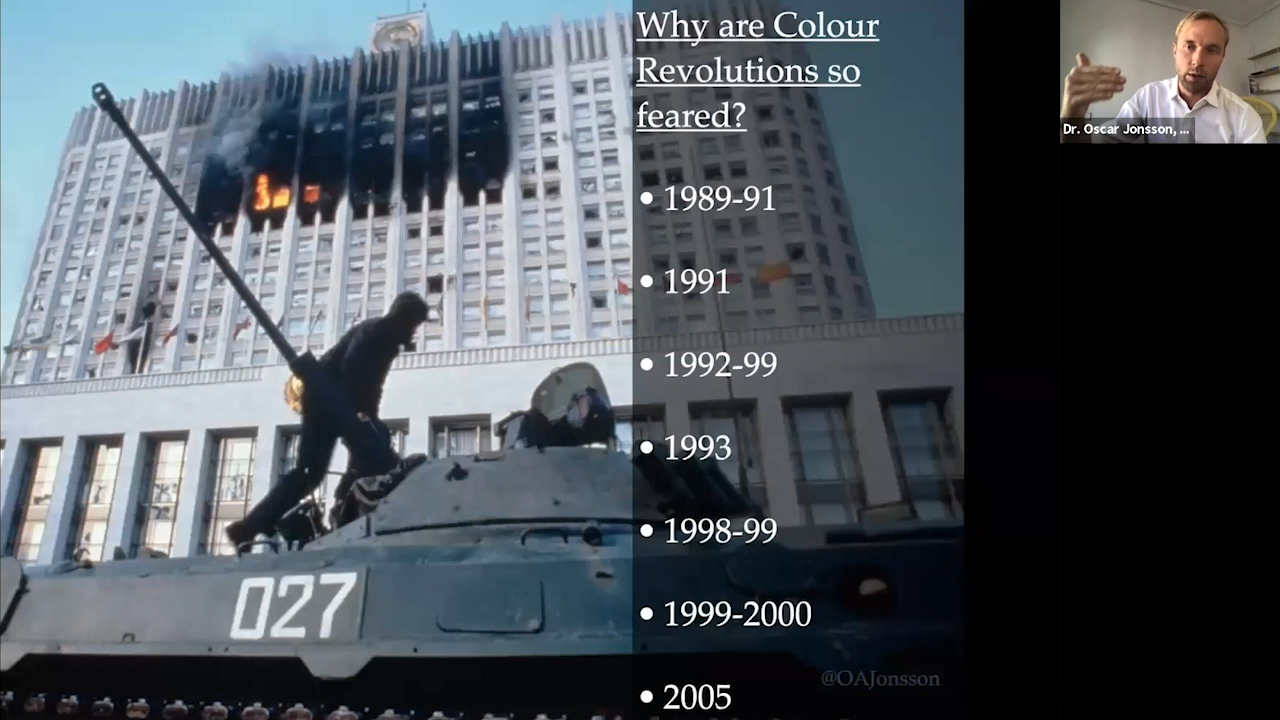 Why are Colour
Revolutions so
feared?
• 1989-91
• 1991
• 1992-99
• 1993
• 1998-99
• 1999-2000
• 2005
@OAJonsson
027
Dr. Oscar Jonsson, ...